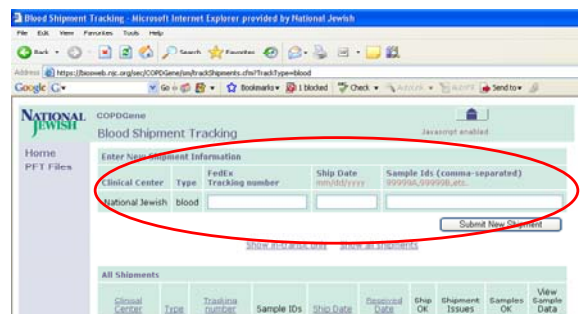 Blood Shipment Tracking - Microsoft Internet Explorer provided by National Jewish
File Edit View Favorites Tools Help
Back Search Favorites
Address https://biosweb.njc.org/sec/COPDGene/sm/trackShipments.cfm?TrackType=blood
Google Go Bookmarks 1 blocked Check Send to
NATIONAL JEWISH
COPDGene
Blood Shipment Tracking
Javascript enabled
Home
PFT Files
Enter New Shipment Information
Clinical Center Type FedEx Tracking number Ship Date mm/dd/yyyy Sample Ids (comma-separated) 99999A,99999B,etc.
National Jewish blood
Submit New Shipment
Show in-transit only Show all shipments
All Shipments
Clinical Center Type Tracking number Sample IDs Ship Date Received Date Ship OK Shipment Issues Samples OK View Sample Data